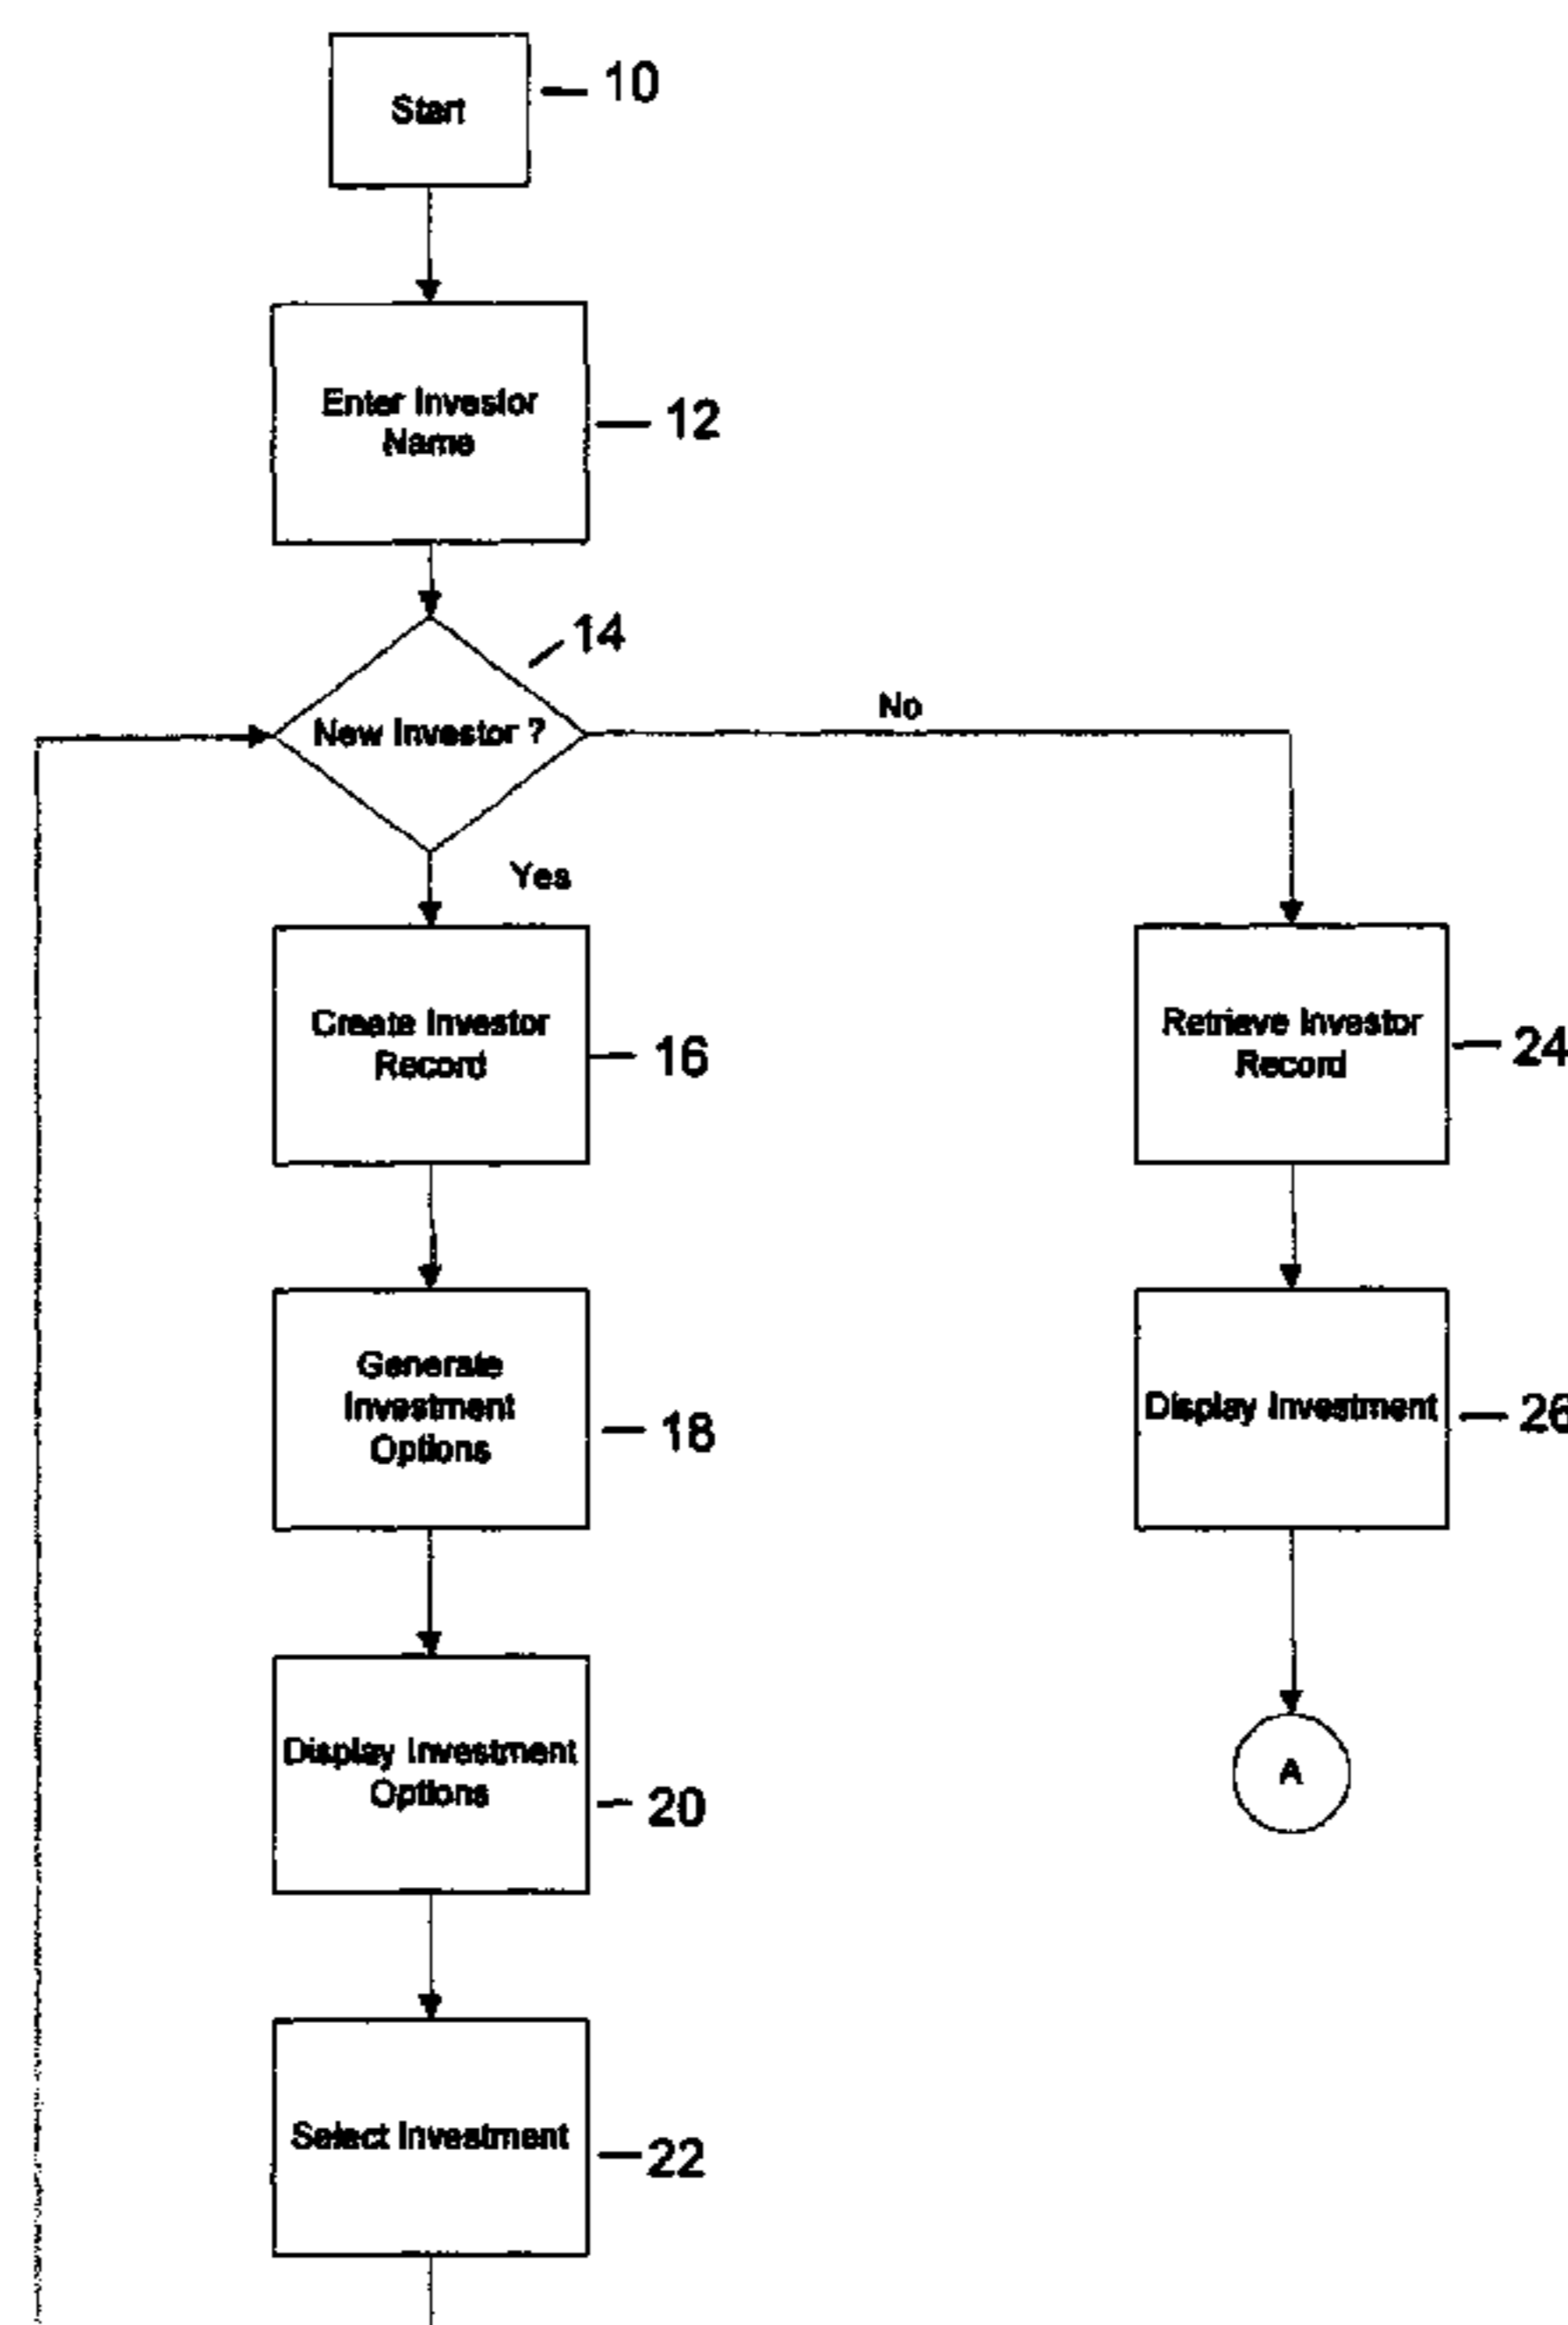 Start
10
Enter Investor
Name
12
14
New Investor ?
No
Yes
Create Investor
Record
16
Retrieve Investor
Record
24
Generate
Investment
Options
18
Display Investment
26
Display Investment
Options
20
A
Select Investment
22